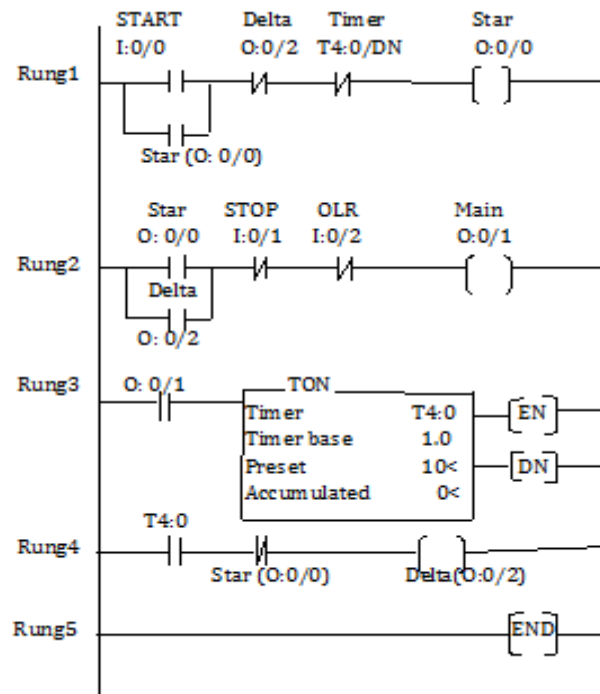 START Delta Timer Star
I:0/0 O:0/2 T4:0/DN O:0/0
Rung1
Star (O: 0/0)
Star STOP OLR Main
O: 0/0 I:0/1 I:0/2 O:0/1
Rung2
Delta
O: 0/2
Rung3 O: 0/1 TON
Timer T4:0 EN
Timer base 1.0
Preset 10< DN
Accumulated 0<
T4:0
Rung4
Star (O:0/0) Delta(O:0/2)
Rung5 END